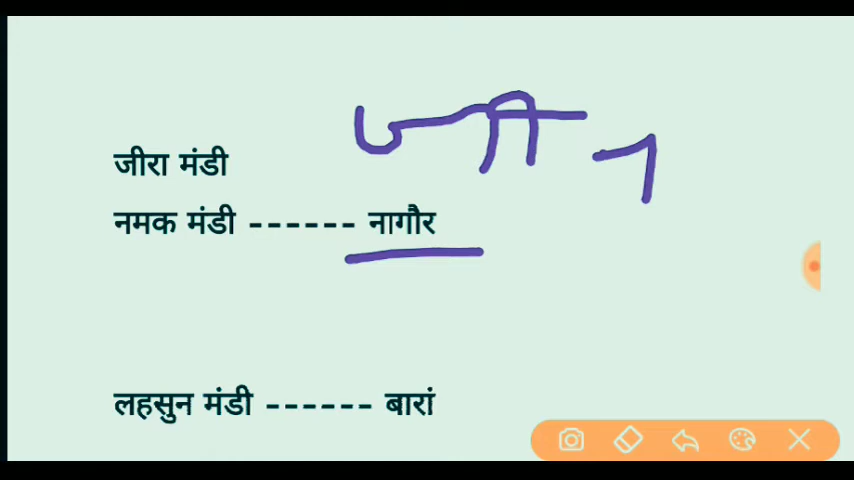 जीरा मंडी
नमक मंडी ------ नागौर
लहसुन मंडी ------ बारां